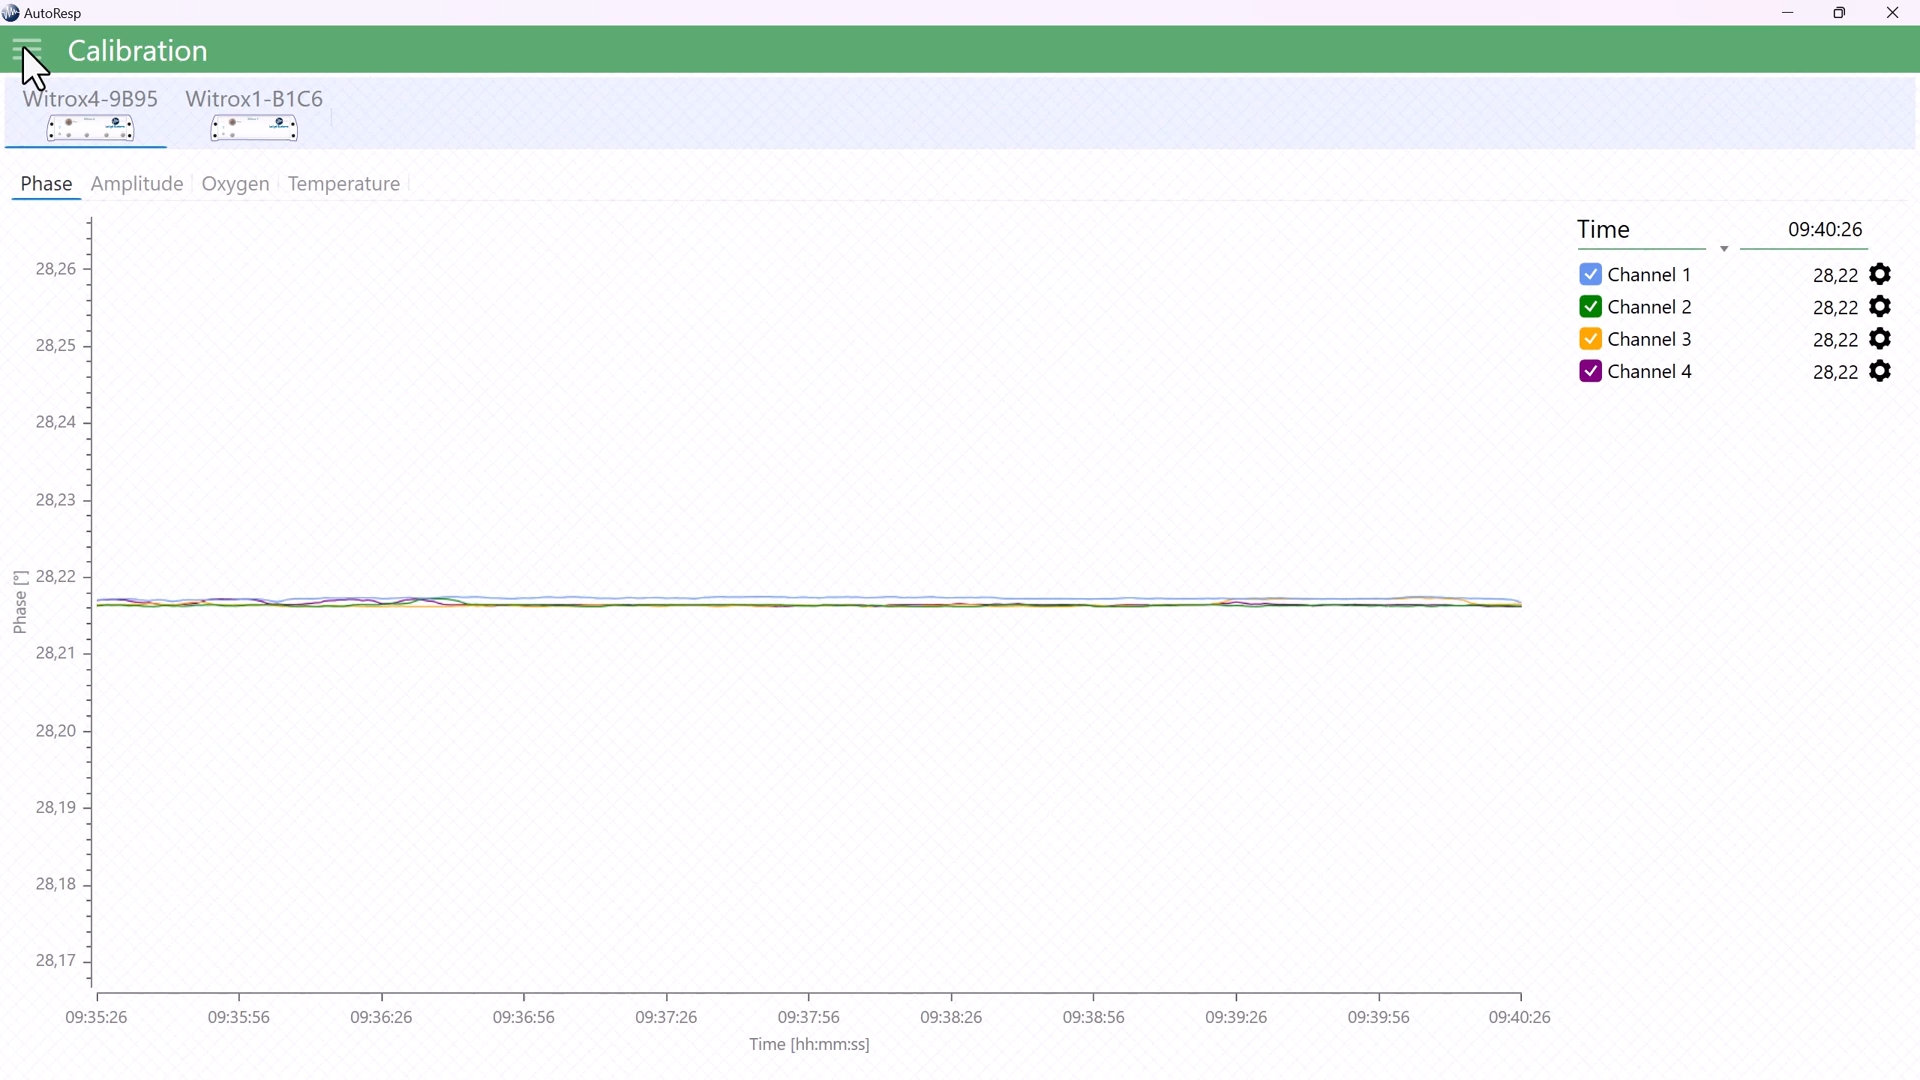 AutoResp
Calibration
Witrox4-9B95 Witrox1-B1C6
Phase Amplitude Oxygen Temperature
Time 09:40:26
Channel 1 28,22
Channel 2 28,22
Channel 3 28,22
Channel 4 28,22
28,26
28,25
28,24
28,23
28,22
28,21
28,20
28,19
28,18
28,17
Phase [°]
09:35:26 09:35:56 09:36:26 09:36:56 09:37:26 09:37:56 09:38:26 09:38:56 09:39:26 09:39:56 09:40:26
Time [hh:mm:ss]